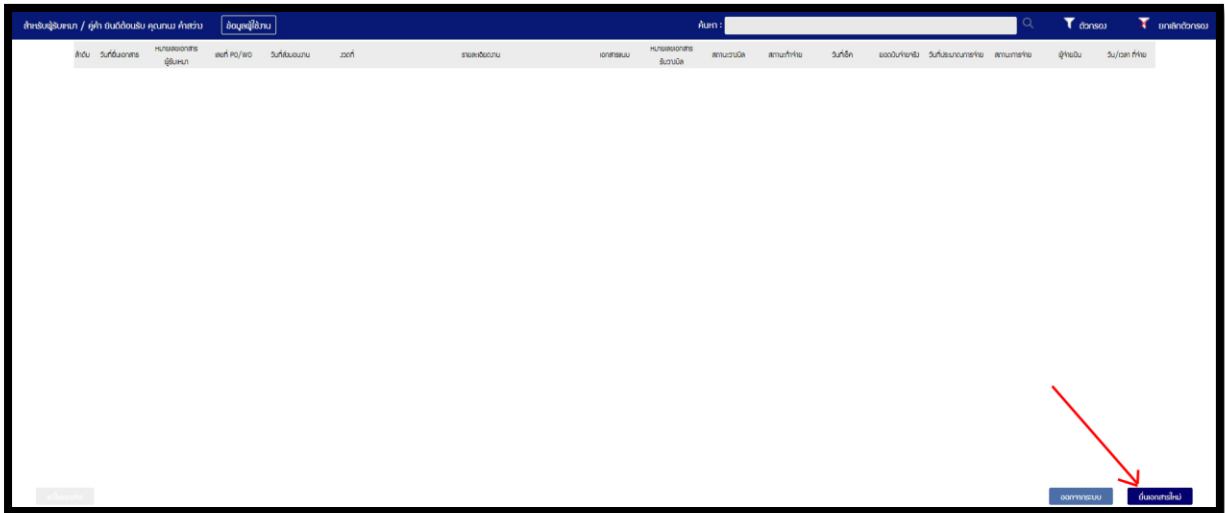 สำหรับผู้รับเหมา / คู่ค้า ยินดีต้อนรับ คุณทนง คำสว่าง ข้อมูลผู้ใช้งาน ค้นหา : ตัวกรอง ยกเลิกตัวกรอง
ลำดับ วันที่ยื่นเอกสาร หมายเลขเอกสารผู้รับเหมา เลขที่ PO/WO วันที่ส่งมอบงาน งวดที่ รายละเอียดงาน เอกสารแนบ หมายเลขเอกสารรับวางบิล สถานะวางบิล สถานะทำจ่าย วันที่เช็ค ยอดเงินจ่ายจริง วันที่ประมาณการจ่าย สถานะการจ่าย ผู้จ่ายเงิน วัน/เวลา ที่จ่าย
ออกจากระบบ ยื่นเอกสารใหม่